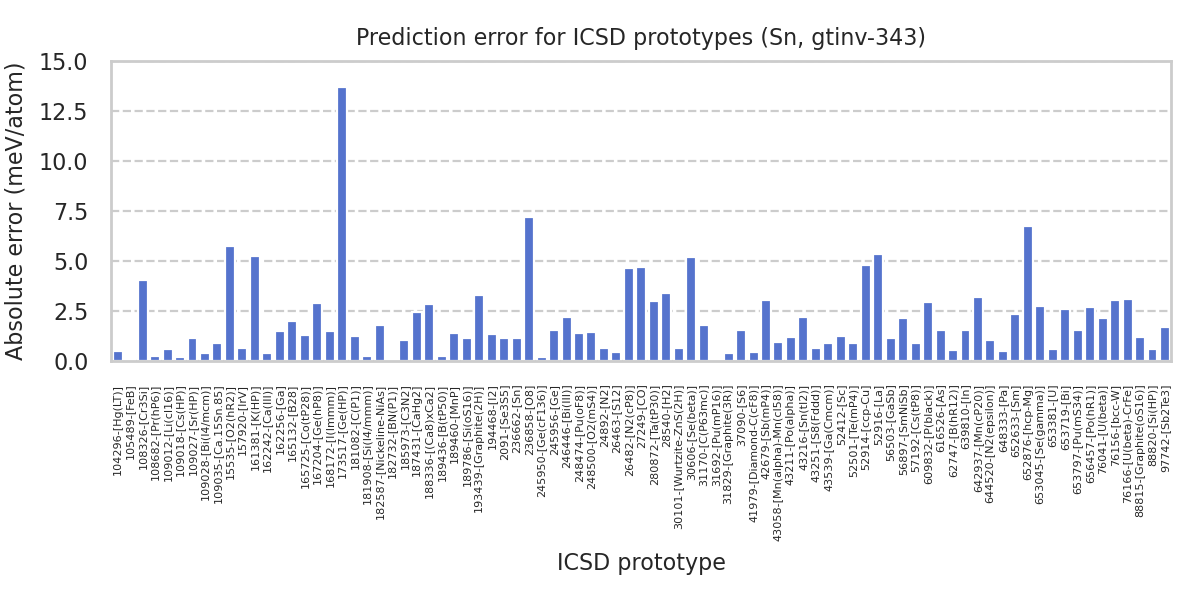 Prediction error for ICSD prototypes (Sn, gtinv-343)
Absolute error (meV/atom)
15.0
12.5
10.0
7.5
5.0
2.5
0.0
104296-[Hg(LT)]
105489-[FeB]
108326-[Cr3Si]
108682-[Pr(hP6)]
109012-[Li(cI16)]
109018-[Cs(HP)]
109027-[Sr(HP)]
109028-[Bi(I4/mcm)]
109035-[Ca.15Sn.85]
15535-[O2(hR2)]
157920-[IrV]
161381-[K(HP)]
162242-[Ca(III)]
162256-[Ga]
165132-[B28]
165725-[Co(tP28)]
167204-[Ge(hP8)]
168172-[I(Immm)]
173517-[Ge(HP)]
181082-[C(P1)]
181908-[Si(I4/mmm)]
182587-[Nickeline-NiAs]
182732-[BN(P1)]
185973-[C3N2]
187431-[CaHg2]
188336-[(Ca8)xCa2]
189436-[B(tP50)]
189460-[MnP]
189786-[Si(oS16)]
193439-[Graphite(2H)]
194468-[I2]
2091-[Se3S5]
236662-[Sn]
236858-[O8]
245950-[Ge(cF136)]
245956-[Ge]
246446-[Bi(III)]
248474-[Pu(oF8)]
248500-[O2(mS4)]
24892-[N2]
26463-[S12]
26482-[N2(cP8)]
27249-[CO]
280872-[Ta(tP30)]
28540-[H2]
30101-[Wurtzite-ZnS(2H)]
30606-[Se(beta)]
31170-[C(P63mc)]
31692-[Pu(mP16)]
31829-[Graphite(3R)]
37090-[S6]
41979-[Diamond-C(cF8)]
42679-[Sb(mP4)]
43058-[Mn(alpha)-Mn(cI58)]
43211-[Po(alpha)]
43216-[Sn(tI2)]
43251-[S8(Fddd)]
43539-[Ga(Cmcm)]
52412-[Sc]
52501-[Te(mP4)]
52914-[ccp-Cu]
52916-[La]
56503-[GaSb]
56897-[SmNiSb]
57192-[Cs(tP8)]
609832-[P(black)]
616526-[As]
62747-[B(hR12)]
639810-[In]
642937-[Mn(cP20)]
644520-[N2(epsilon)]
648333-[Pa]
652633-[Sm]
652876-[hcp-Mg]
653045-[Se(gamma)]
653381-[U]
653719-[Bi]
653797-[Pu(mS34)]
656457-[Po(hR1)]
76041-[U(beta)]
76156-[bcc-W]
76166-[U(beta)-CrFe]
88815-[Graphite(oS16)]
88820-[Si(HP)]
97742-[Sb2Te3]
ICSD prototype